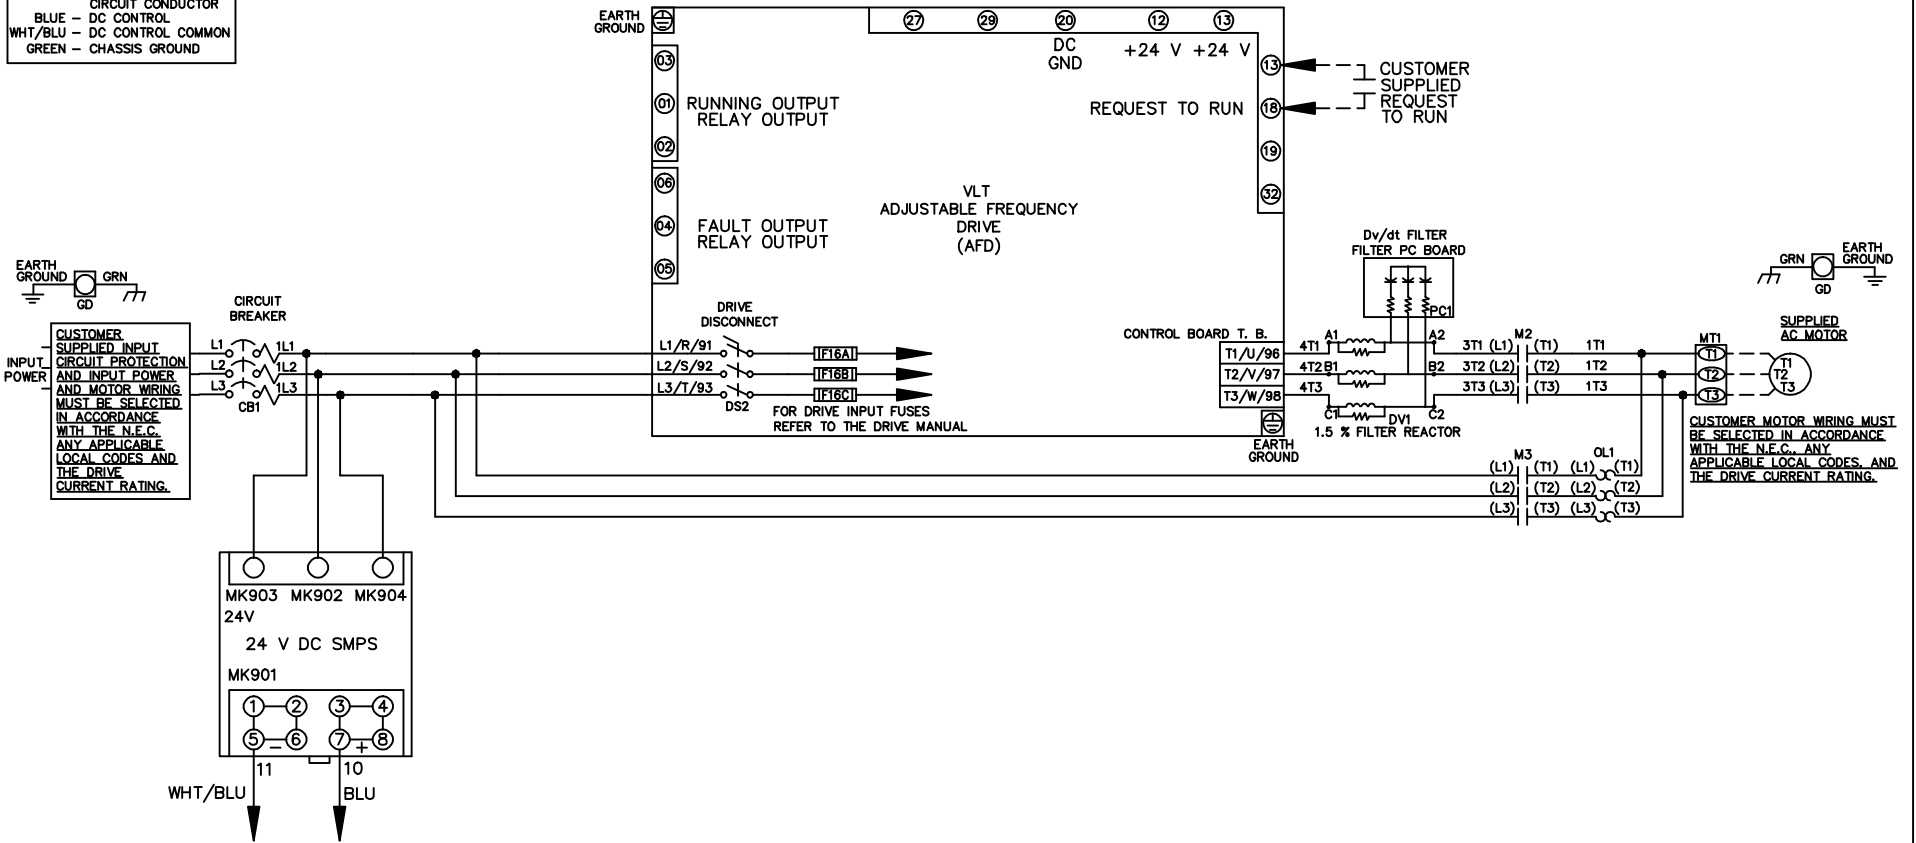 CIRCUIT CONDUCTOR
BLUE – DC CONTROL
WHT/BLU – DC CONTROL COMMON
GREEN – CHASSIS GROUND
EARTH
GROUND
27
29
20
12
13
DC
GND
+24 V
+24 V
03
01
02
RUNNING OUTPUT
RELAY OUTPUT
REQUEST TO RUN
13
18
19
32
CUSTOMER
SUPPLIED
REQUEST
TO RUN
06
04
05
FAULT OUTPUT
RELAY OUTPUT
VLT
ADJUSTABLE FREQUENCY
DRIVE
(AFD)
EARTH
GROUND
GRN
GD
CIRCUIT
BREAKER
INPUT
POWER
CUSTOMER
SUPPLIED INPUT
CIRCUIT PROTECTION
AND INPUT POWER
AND MOTOR WIRING
MUST BE SELECTED
IN ACCORDANCE
WITH THE N.E.C.
ANY APPLICABLE
LOCAL CODES AND
THE DRIVE
CURRENT RATING.
L1
L2
L3
1L1
1L2
1L3
CB1
DRIVE
DISCONNECT
L1/R/91
L2/S/92
L3/T/93
DS2
F16A
F16B
F16C
FOR DRIVE INPUT FUSES
REFER TO THE DRIVE MANUAL
CONTROL BOARD T. B.
T1/U/96
T2/V/97
T3/W/98
EARTH
GROUND
Dv/dt FILTER
FILTER PC BOARD
PC1
4T1
4T2
4T3
A1
B1
C1
A2
B2
C2
DV1
1.5 % FILTER REACTOR
M2
3T1 (L1) (T1) 1T1
3T2 (L2) (T2) 1T2
3T3 (L3) (T3) 1T3
M3
OL1
(L1) (T1) (L1) (T1)
(L2) (T2) (L2) (T2)
(L3) (T3) (L3) (T3)
GRN
EARTH
GROUND
GD
SUPPLIED
AC MOTOR
MT1
T1
T2
T3
T1
T2
T3
CUSTOMER MOTOR WIRING MUST
BE SELECTED IN ACCORDANCE
WITH THE N.E.C., ANY
APPLICABLE LOCAL CODES, AND
THE DRIVE CURRENT RATING.
MK903 MK902 MK904
24V
24 V DC SMPS
MK901
1 2 3 4
5 – 6 7 + 8
11
10
WHT/BLU
BLU